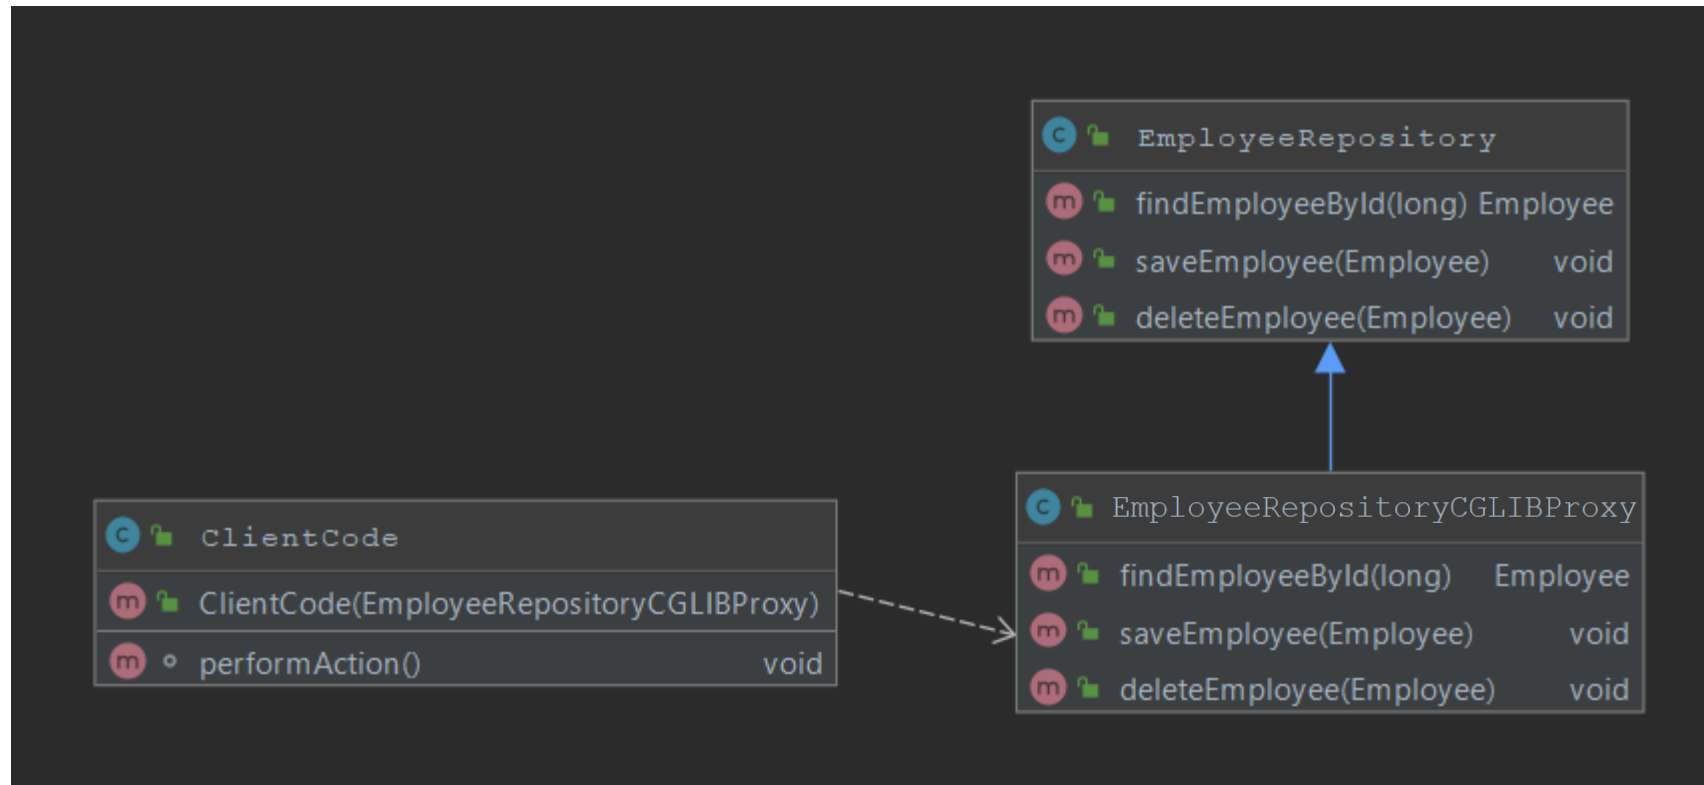 EmployeeRepository
findEmployeeById(long) Employee
saveEmployee(Employee) void
deleteEmployee(Employee) void
ClientCode
ClientCode(EmployeeRepositoryCGLIBProxy)
performAction() void
EmployeeRepositoryCGLIBProxy
findEmployeeById(long) Employee
saveEmployee(Employee) void
deleteEmployee(Employee) void